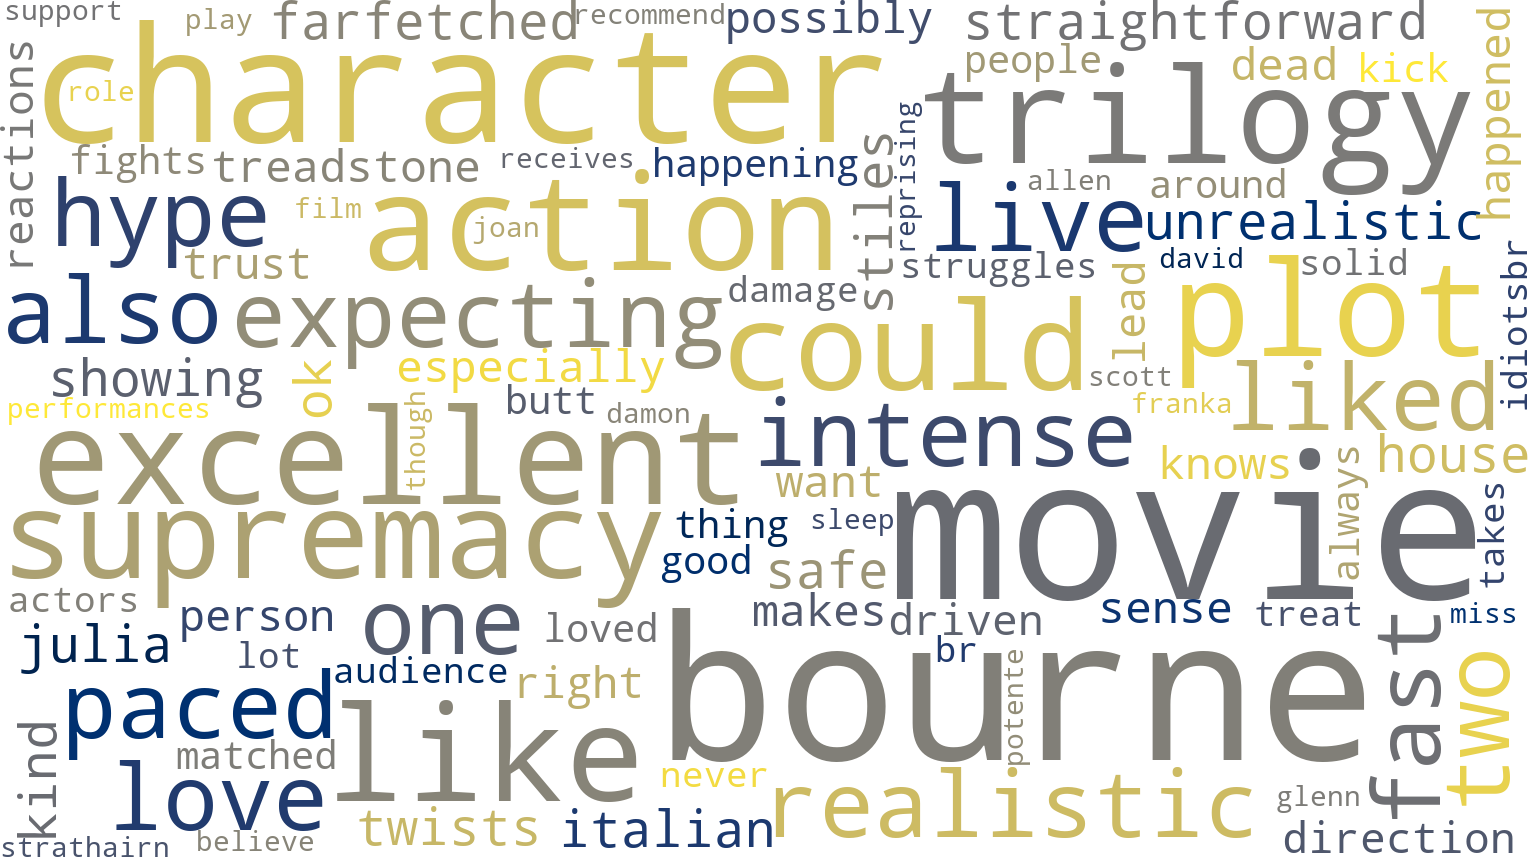 support
play
farfetched
recommend
possibly
straightforward
happened
character
role
people
dead
kick
trilogy
reactions
fights
treadstone
receives
happening
stiles
reprising
allen
around
hype
film
action
joan
live
unrealistic
trust
struggles
david
solid
idiotsbr
also
expecting
damage
could
lead
plot
showing
ok
especially
scott
franka
liked
performances
though
butt
damon
excellent
intense
knows
always
house
want
movie
takes
supremacy
thing
sleep
good
safe
actors
person
one
loved
makes
driven
sense
treat
miss
julia
lot
audience
right
br
bourne
potente
fast
two
paced
kind
matched
like
never
love
realistic
glenn
twists
italian
direction
strathairn
believe